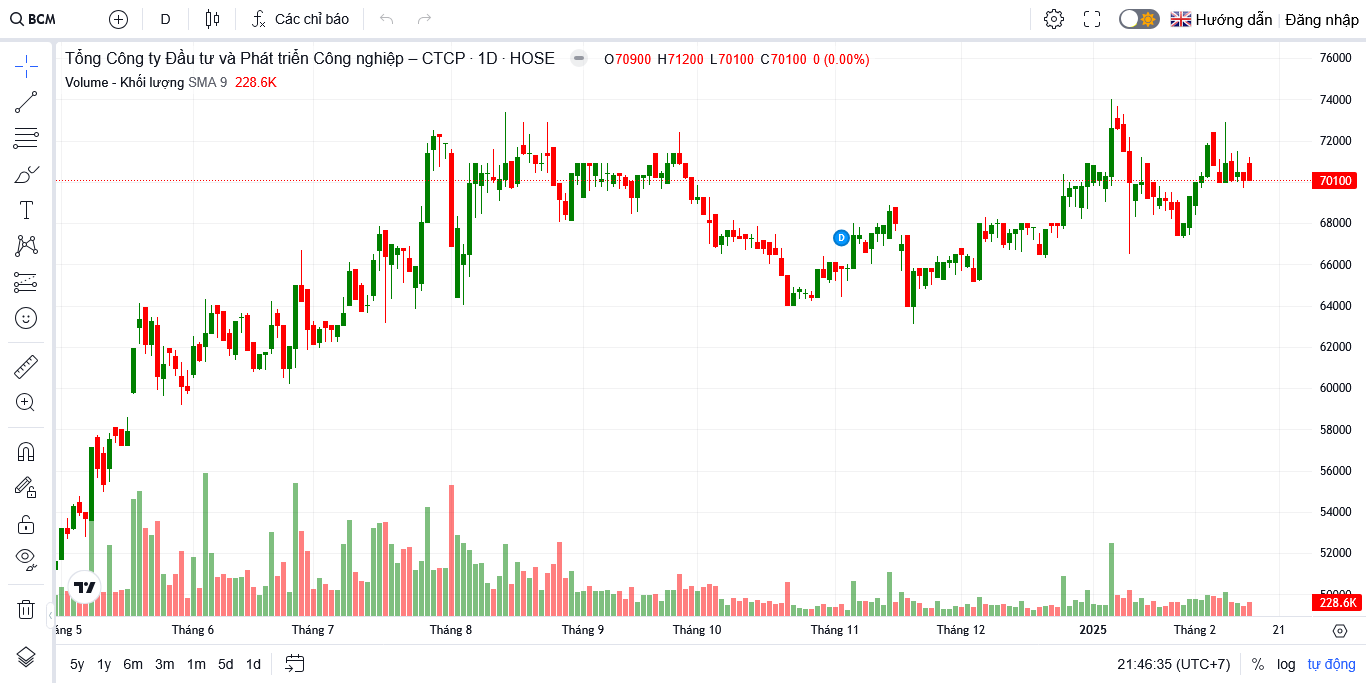 BCM D Các chỉ báo Hướng dẫn Đăng nhập
Tổng Công ty Đầu tư và Phát triển Công nghiệp – CTCP · 1D · HOSE O70900 H71200 L70100 C70100 0 (0.00%)
Volume - Khối lượng SMA 9 228.6K
76000
74000
72000
70100
68000
66000
64000
62000
60000
58000
56000
54000
52000
50000
228.6K
D
áng 5 Tháng 6 Tháng 7 Tháng 8 Tháng 9 Tháng 10 Tháng 11 Tháng 12 2025 Tháng 2 21
5y 1y 6m 3m 1m 5d 1d 21:46:35 (UTC+7) % log tự động